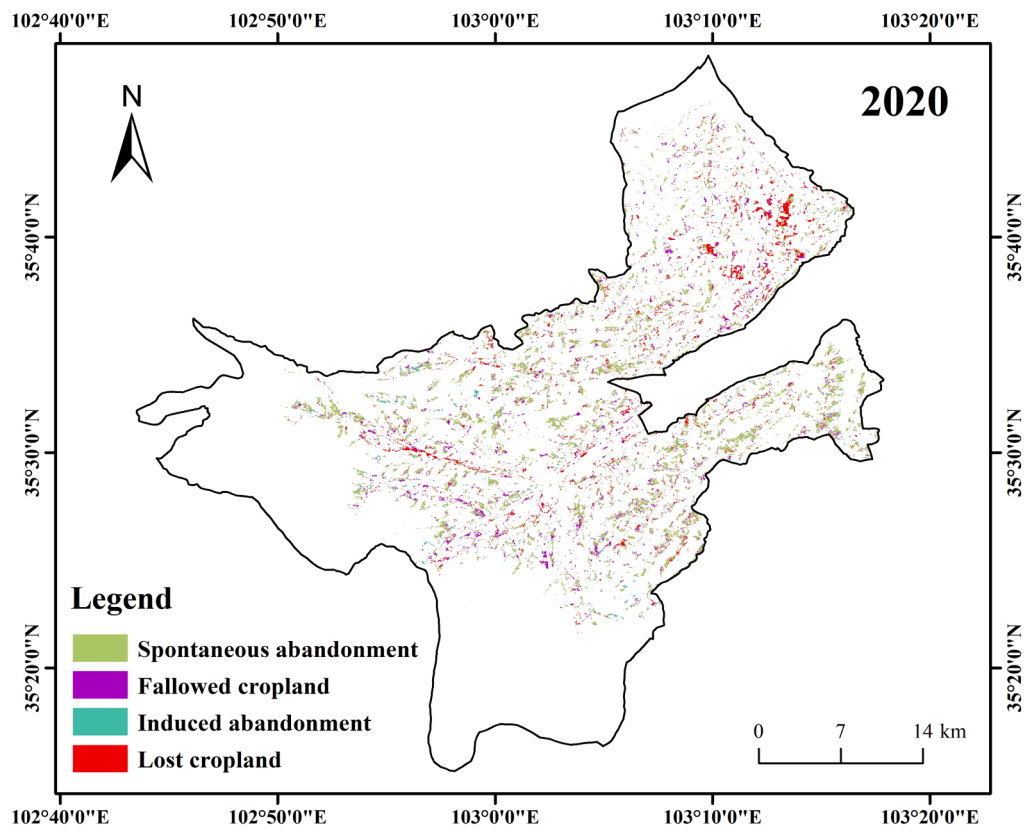 102°40'0"E 102°50'0"E 103°0'0"E 103°10'0"E 103°20'0"E
N
2020
35°40'0"N 35°40'0"N
35°30'0"N 35°30'0"N
35°20'0"N 35°20'0"N
Legend
Spontaneous abandonment
Fallowed cropland
Induced abandonment
Lost cropland
0 7 14 km
102°40'0"E 102°50'0"E 103°0'0"E 103°10'0"E 103°20'0"E